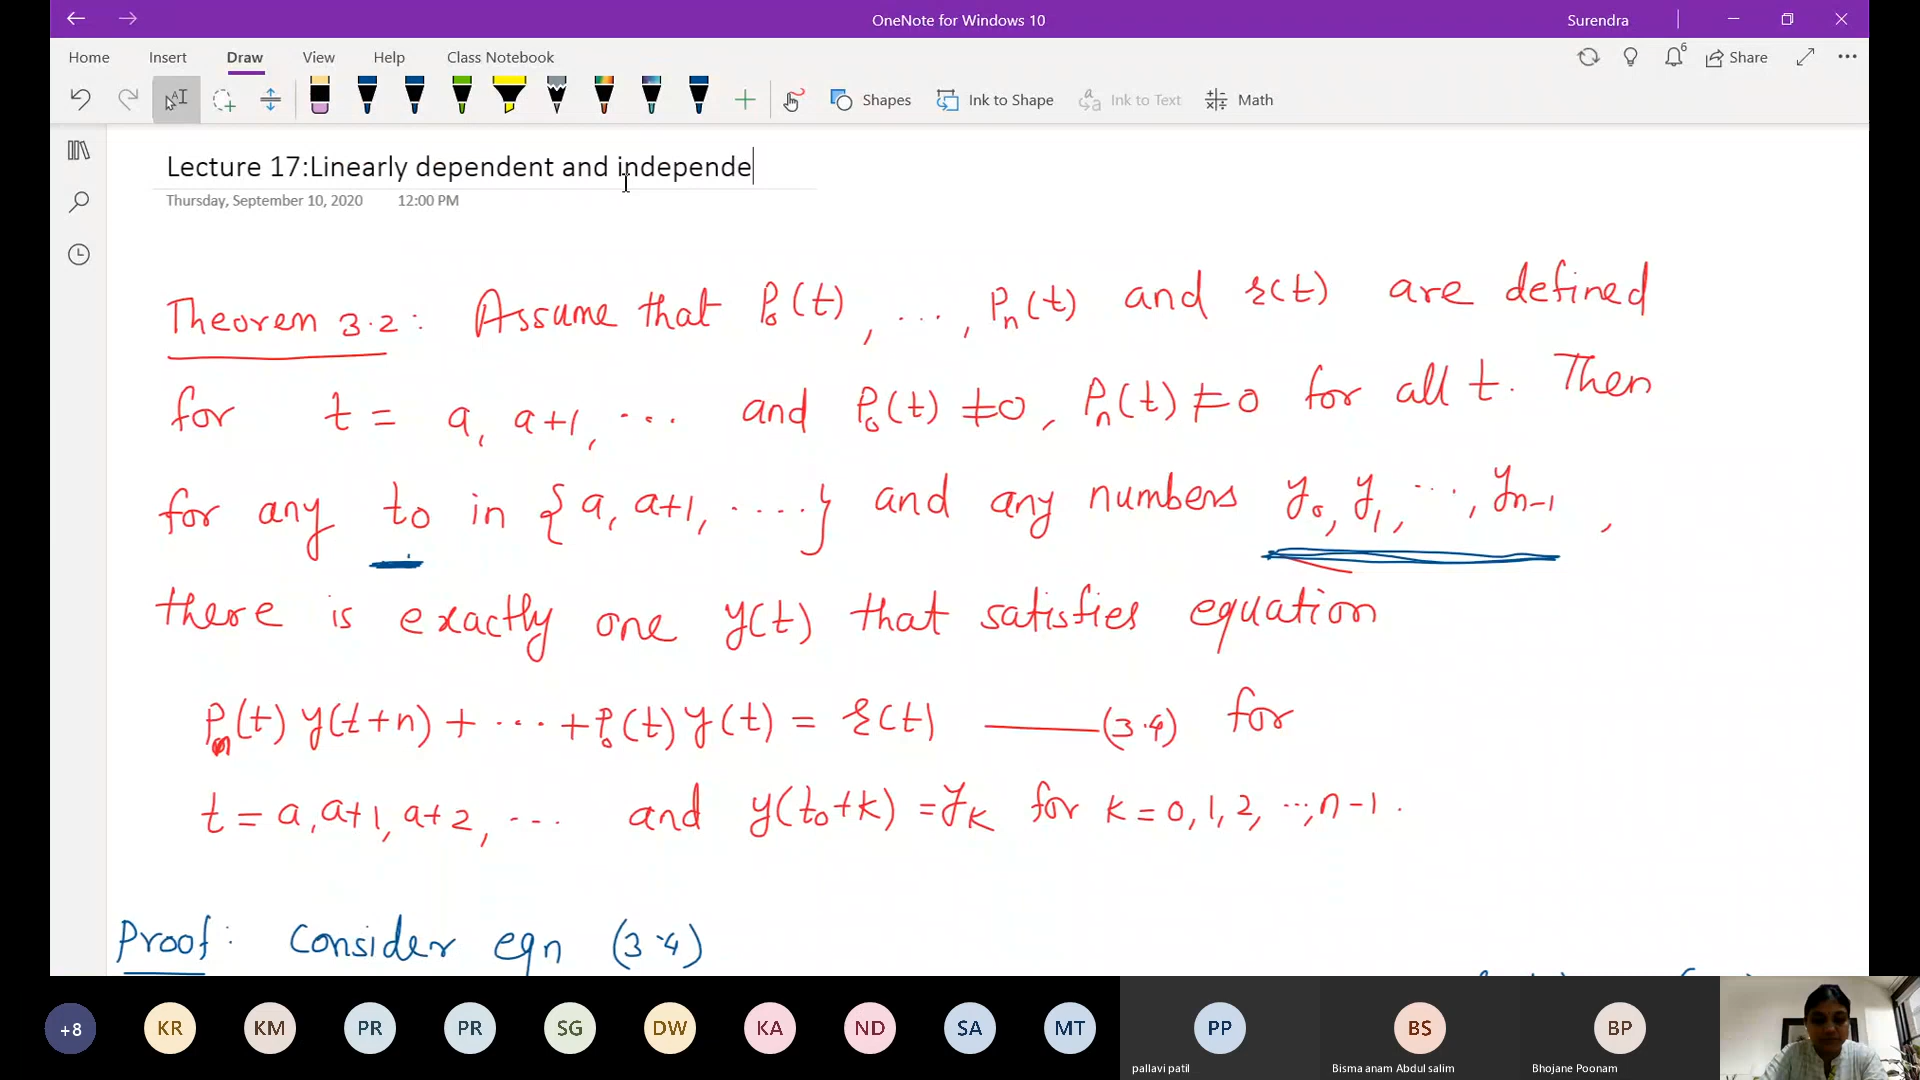 OneNote for Windows 10
Surendra
Home Insert Draw View Help Class Notebook
6
Share
Shapes Ink to Shape Ink to Text Math
Lecture 17:Linearly dependent and independe
Thursday, September 10, 2020 12:00 PM
Theorem 3.2: Assume that P₀(t), ..., Pₙ(t) and r(t) are defined
for t = a, a+1, ... and P₀(t) ≠ 0, Pₙ(t) ≠ 0 for all t. Then
for any t₀ in {a, a+1, ....} and any numbers y₀, y₁, ..., yₙ₋₁,
there is exactly one y(t) that satisfies equation
Pₙ(t) y(t+n) + ... + P₀(t) y(t) = r(t) ——(3.4) for
t = a, a+1, a+2, ... and y(t₀+k) = yₖ for k = 0, 1, 2, ..., n-1.
Proof: Consider eqn (3.4)
+8 KR KM PR PR SG DW KA ND SA MT PP BS BP
pallavi patil Bisma anam Abdul salim Bhojane Poonam